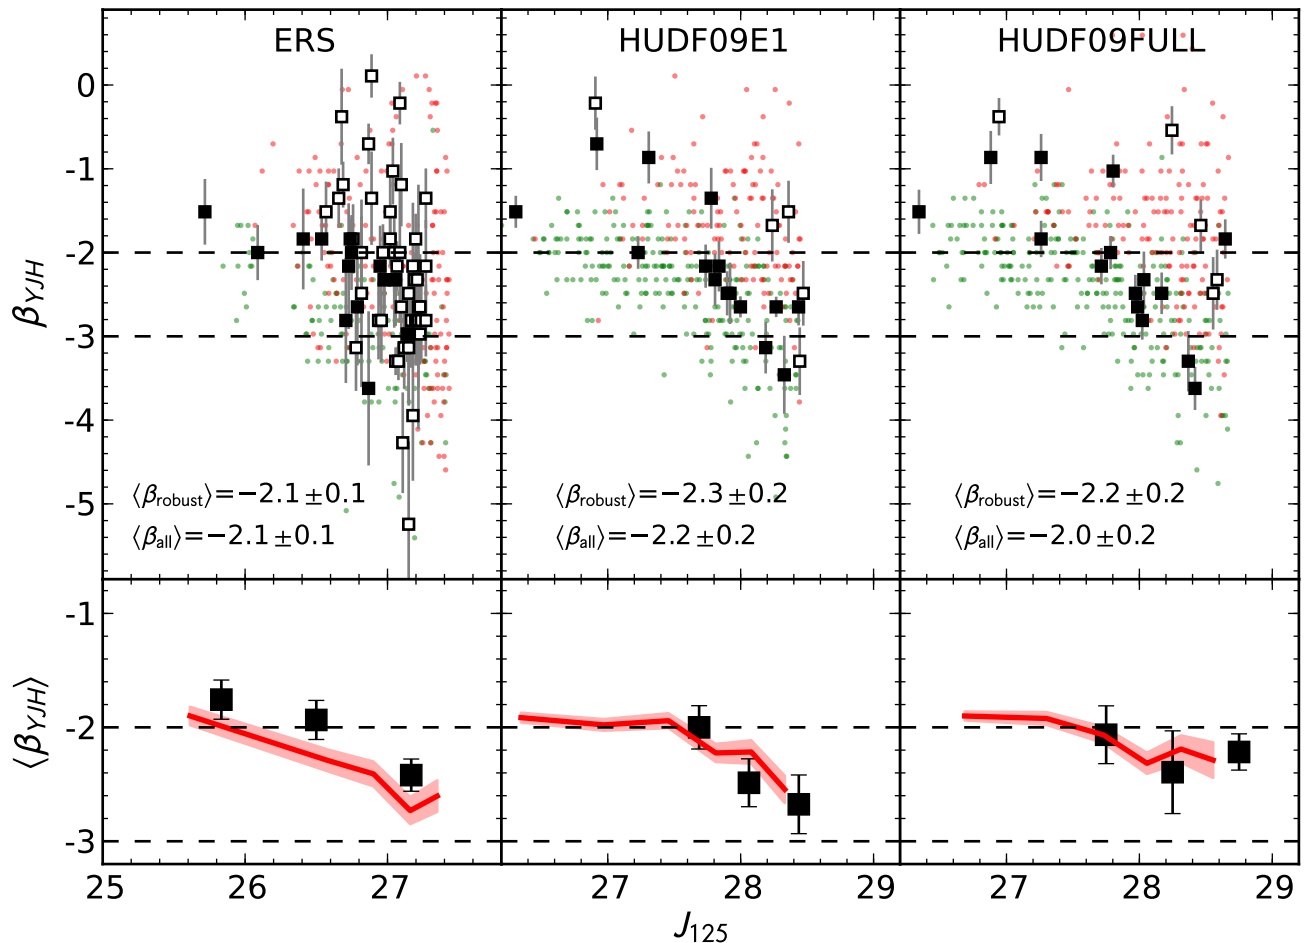 ERS HUDF09E1 HUDF09FULL
0
-1
-2
-3
-4
-5
β_YJH
⟨β_robust⟩=−2.1±0.1 ⟨β_robust⟩=−2.3±0.2 ⟨β_robust⟩=−2.2±0.2
⟨β_all⟩=−2.1±0.1 ⟨β_all⟩=−2.2±0.2 ⟨β_all⟩=−2.0±0.2
-1
-2
-3
⟨β_YJH⟩
25 26 27 27 28 29 27 28 29
J_125